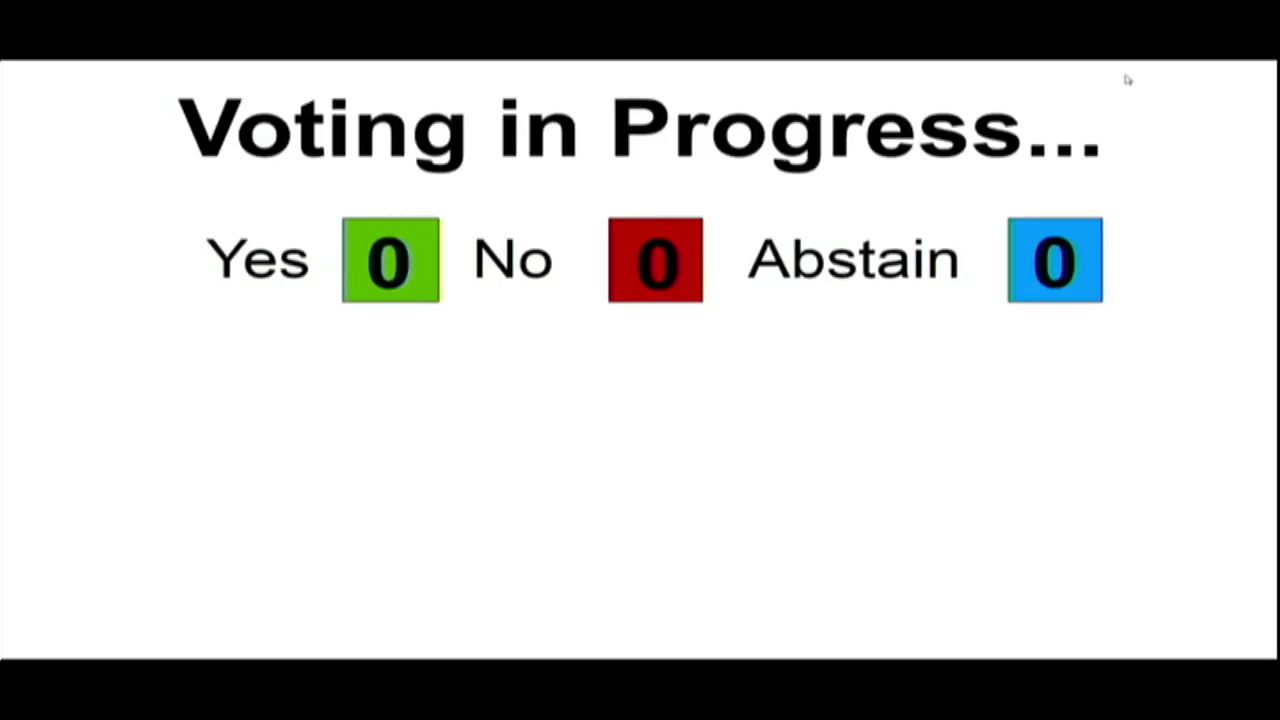 Voting in Progress...
Yes 0 No 0 Abstain 0